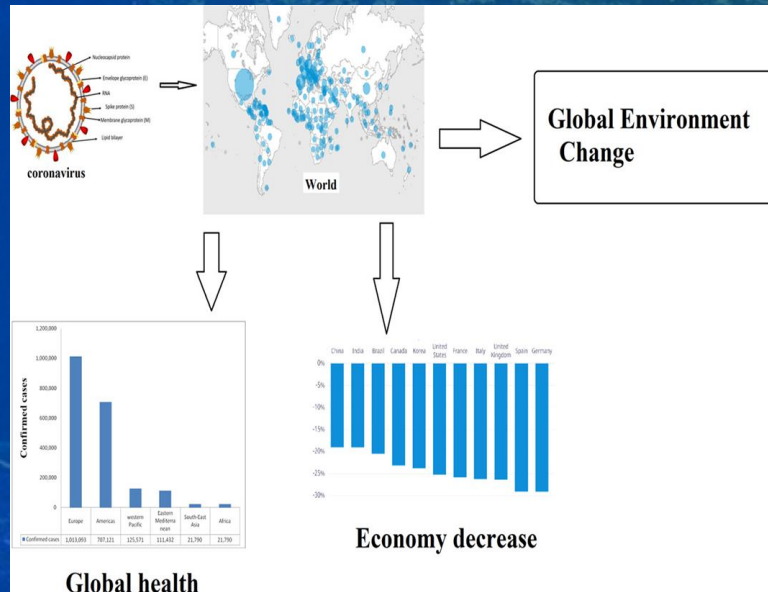 Nucleocapsid protein
Envelope glycoprotein (E)
RNA
Spike protein (S)
Membrane glycoprotein (M)
Lipid bilayer
coronavirus
World
Global Environment
Change
1,200,000
1,000,000
800,000
600,000
400,000
200,000
0
Confirmed cases
Europe
Americas
western
Pacific
Eastern
Mediterra
nean
South-East
Asia
Africa
Confirmed cases 1,013,093 787,121 125,571 111,432 21,790 21,790
Global health
China India Brazil Canada Korea United States France Italy United Kingdom Spain Germany
0%
-5%
-10%
-15%
-20%
-25%
-30%
Economy decrease